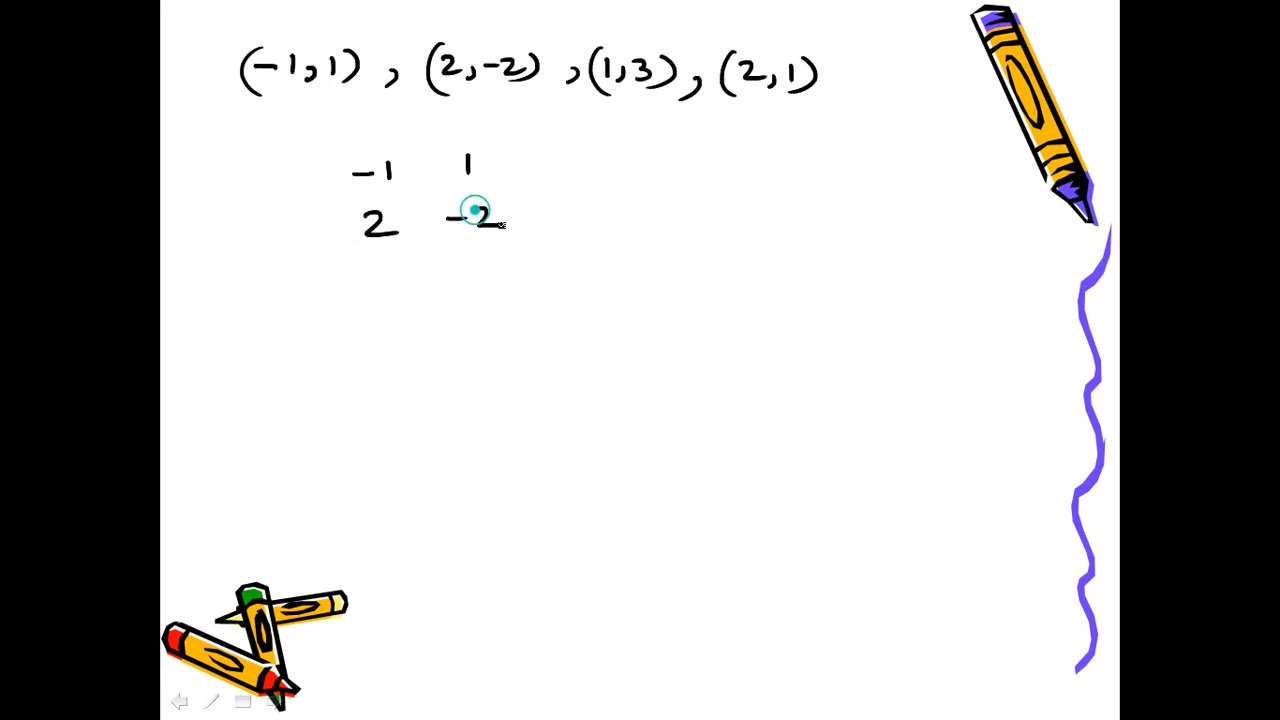 (-1,1) , (2,-2) , (1,3) , (2,1)
-1 1
2 -2